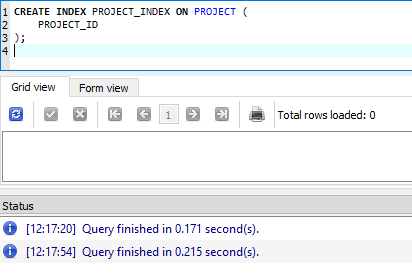 1 CREATE INDEX PROJECT_INDEX ON PROJECT (
2     PROJECT_ID
3 );
4
Grid view Form view
1 Total rows loaded: 0
Status
[12:17:20] Query finished in 0.171 second(s).
[12:17:54] Query finished in 0.215 second(s).